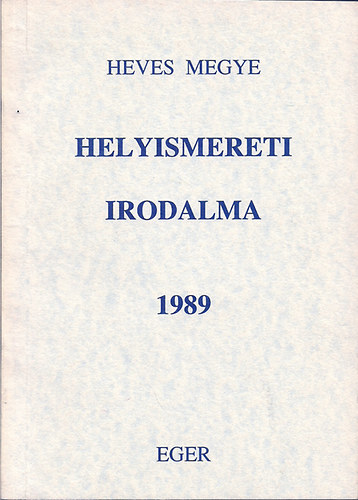 HEVES MEGYE
HELYISMERETI
IRODALMA
1989
EGER